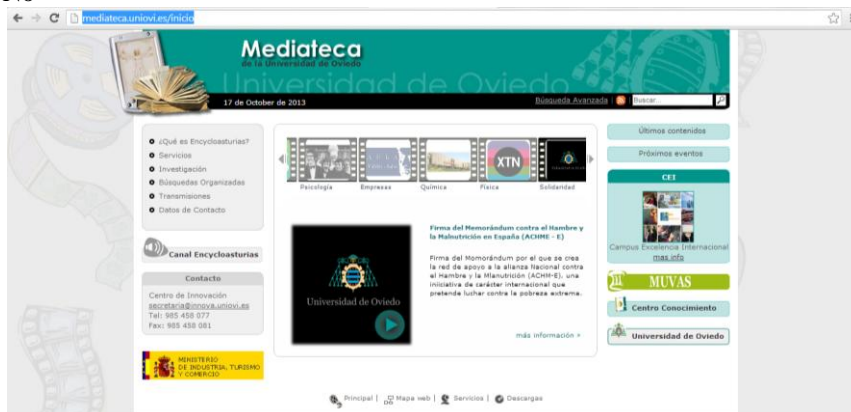 mediateca.uniovi.es/inicio
Mediateca
de la Universidad de Oviedo
Universidad de Oviedo
17 de October de 2013
Búsqueda Avanzada
Buscar...
¿Qué es Encycloasturias?
Servicios
Investigación
Búsquedas Organizadas
Transmisiones
Datos de Contacto
Canal Encycloasturias
Contacto
Centro de Innovación
secretaria@innova.uniovi.es
Tel: 985 458 077
Fax: 985 458 081
MINISTERIO
DE INDUSTRIA, TURISMO
Y COMERCIO
XTN
Psicología Empresas Química Física Solidaridad
Universidad de Oviedo
Firma del Memorándum contra el Hambre y
la Malnutrición en España (ACHME - E)
Firma del Momorándum por el que se crea
la red de apoyo a la alianza Nacional contra
el Hambre y la Mlanutrición (ACHM-E), una
iniiciativa de carácter internacional que
pretende luchar contra la pobreza extrema.
más información »
Últimos contenidos
Próximos eventos
CEI
Campus Excelencia Internacional
mas info
MUVAS
Centro Conocimiento
Universidad de Oviedo
Principal | Mapa web | Servicios | Descargas